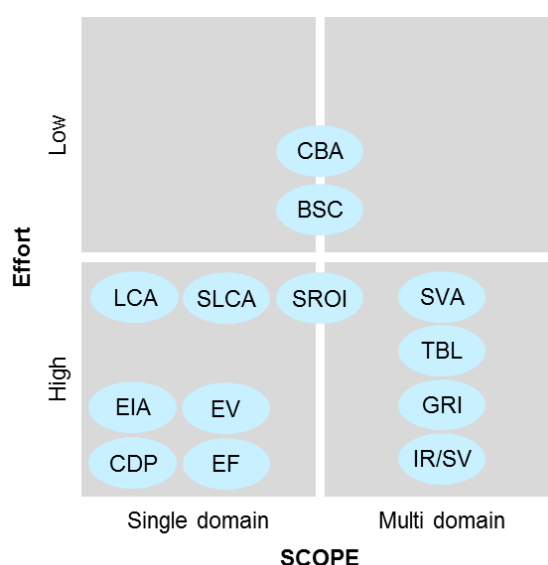 Effort
Low
High
CBA
BSC
LCA
SLCA
SROI
SVA
TBL
EIA
EV
GRI
CDP
EF
IR/SV
Single domain
Multi domain
SCOPE